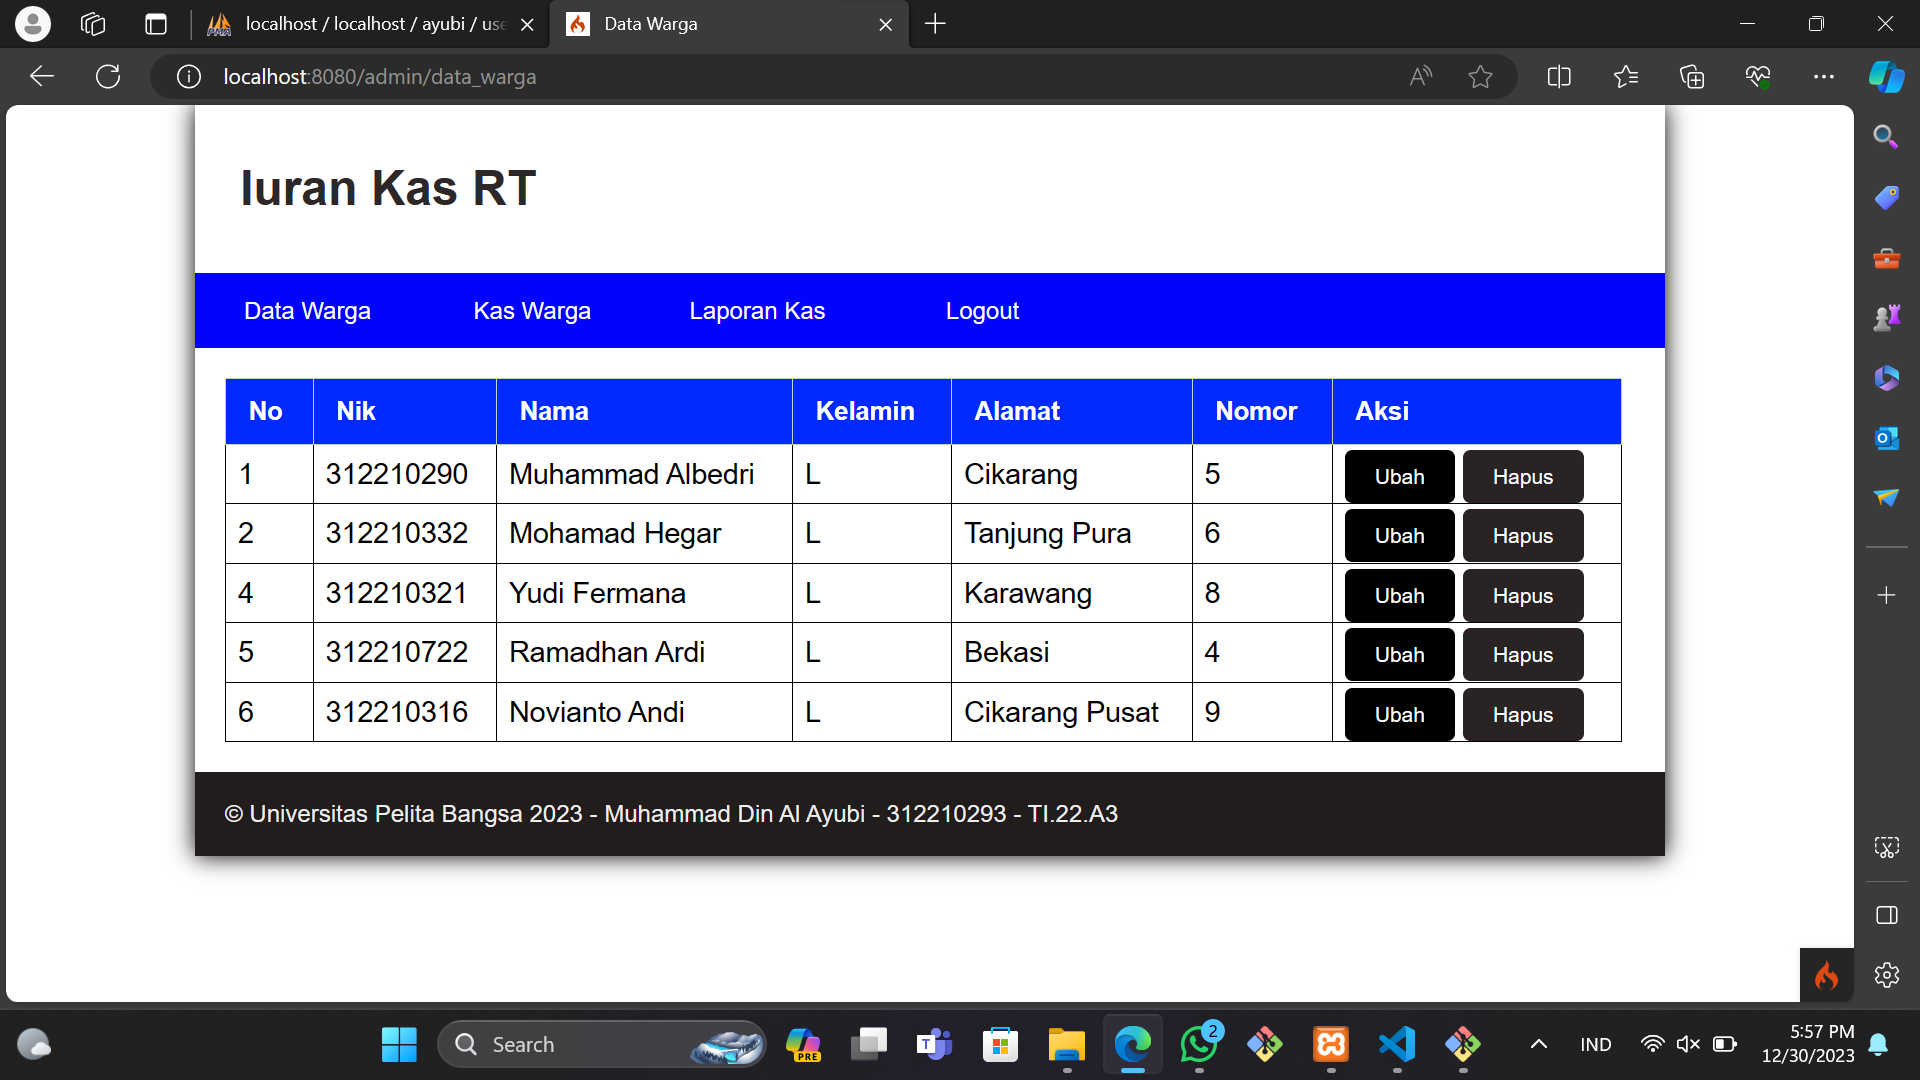 localhost / localhost / ayubi / use
Data Warga
localhost:8080/admin/data_warga
Iuran Kas RT
Data Warga Kas Warga Laporan Kas Logout
No Nik Nama Kelamin Alamat Nomor Aksi
1 312210290 Muhammad Albedri L Cikarang 5 Ubah Hapus
2 312210332 Mohamad Hegar L Tanjung Pura 6 Ubah Hapus
4 312210321 Yudi Fermana L Karawang 8 Ubah Hapus
5 312210722 Ramadhan Ardi L Bekasi 4 Ubah Hapus
6 312210316 Novianto Andi L Cikarang Pusat 9 Ubah Hapus
© Universitas Pelita Bangsa 2023 - Muhammad Din Al Ayubi - 312210293 - TI.22.A3
Search
PRE
2
IND
5:57 PM
12/30/2023